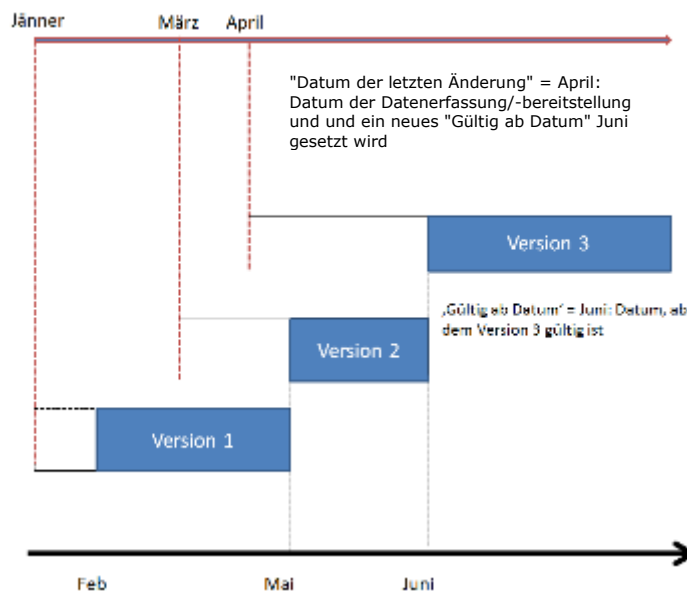 Jänner März April
"Datum der letzten Änderung" = April:
Datum der Datenerfassung/-bereitstellung
und und ein neues "Gültig ab Datum" Juni
gesetzt wird
Version 3
‚Gültig ab Datum‘ = Juni: Datum, ab
dem Version 3 gültig ist
Version 2
Version 1
Feb Mai Juni